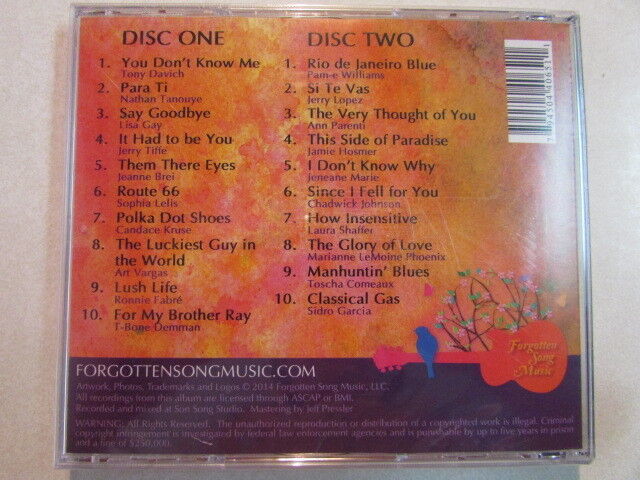 DISC ONE
1. You Don't Know Me
Tony Davich
2. Para Ti
Nathan Tanouye
3. Say Goodbye
Lisa Gay
4. It Had to be You
Jerry Tiffe
5. Them There Eyes
Jeanne Brei
6. Route 66
Sophia Lelis
7. Polka Dot Shoes
Candace Kruse
8. The Luckiest Guy in
the World
Art Vargas
9. Lush Life
Ronnie Fabré
10. For My Brother Ray
T-Bone Demman
DISC TWO
1. Rio de Janeiro Blue
Pam-e Williams
2. Si Te Vas
Jerry Lopez
3. The Very Thought of You
Ann Parenti
4. This Side of Paradise
Jamie Hosmer
5. I Don't Know Why
Jeneane Marie
6. Since I Fell for You
Chadwick Johnson
7. How Insensitive
Laura Shaffer
8. The Glory of Love
Marianne LeMoine Phoenix
9. Manhuntin' Blues
Toscha Comeaux
10. Classical Gas
Sidro Garcia
7 94504 40651 1
Forgotten
Song
Music
FORGOTTENSONGMUSIC.COM
Artwork, Photos, Trademarks and Logos © 2014 Forgotten Song Music, LLC.
All recordings from this album are licensed through ASCAP or BMI.
Recorded and mixed at Son Song Studio. Mastering by Jeff Pressler
WARNING: All Rights Reserved. The unauthorized reproduction or distribution of a copyrighted work is illegal. Criminal
copyright infringement is investigated by federal law enforcement agencies and is punishable by up to five years in prison
and a fine of $250,000.